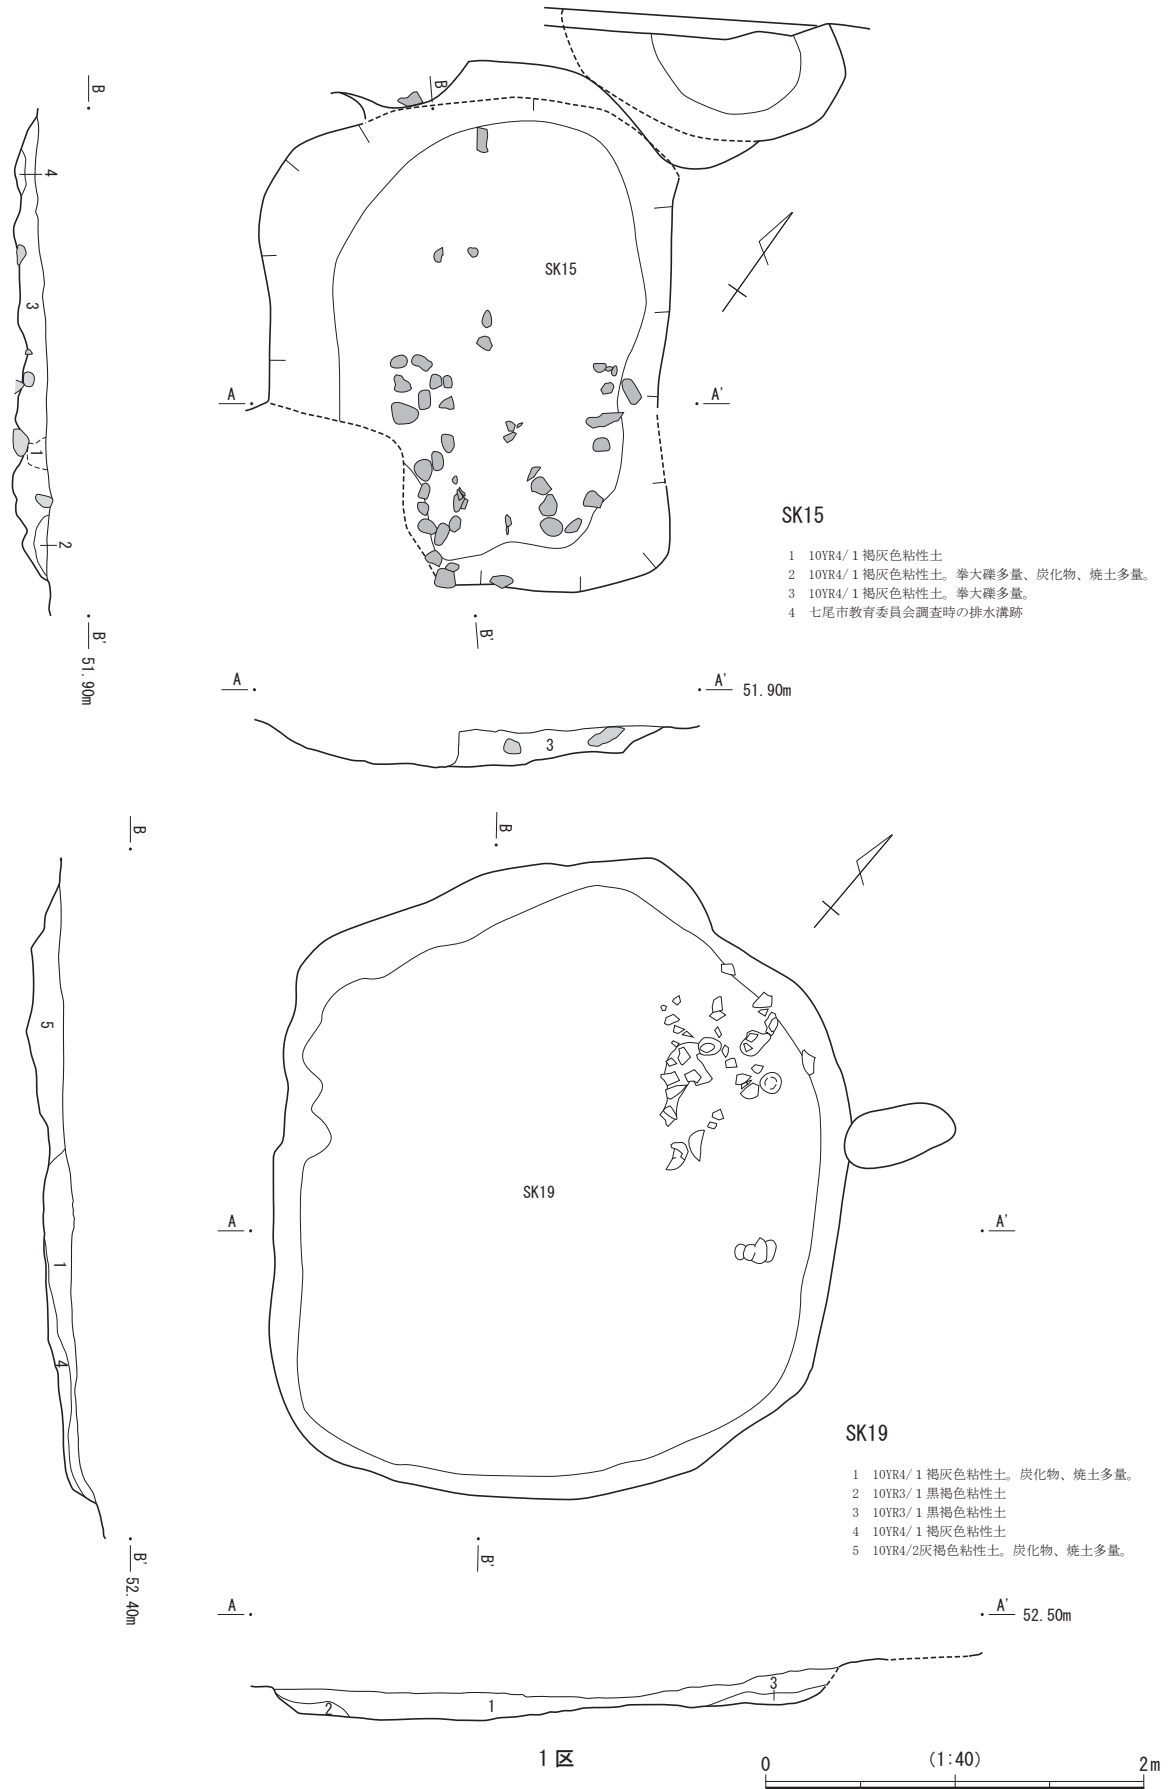 B
B
4
3
1
2
SK15
A
A'
B'
B'
51.90m
SK15
1 10YR4/1褐灰色粘性土
2 10YR4/1褐灰色粘性土。拳大礫多量、炭化物、焼土多量。
3 10YR4/1褐灰色粘性土。拳大礫多量。
4 七尾市教育委員会調査時の排水溝跡
A
A' 51.90m
3
B
B
5
1
4
SK19
A
A'
B'
B'
52.40m
SK19
1 10YR4/1褐灰色粘性土。炭化物、焼土多量。
2 10YR3/1黒褐色粘性土
3 10YR3/1黒褐色粘性土
4 10YR4/1褐灰色粘性土
5 10YR4/2灰褐色粘性土。炭化物、焼土多量。
A
A' 52.50m
2
1
3
1区
0 (1:40) 2m